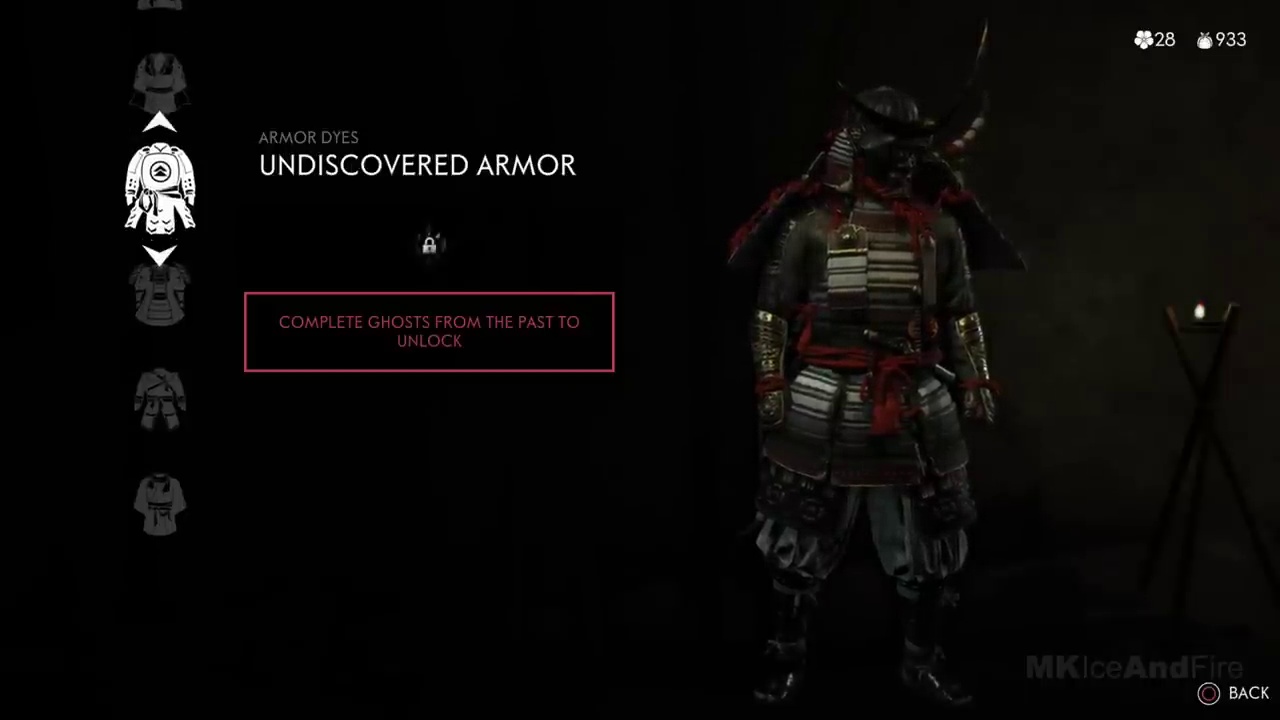 28 933
ARMOR DYES
UNDISCOVERED ARMOR
COMPLETE GHOSTS FROM THE PAST TO
UNLOCK
MKIceAndFire
BACK